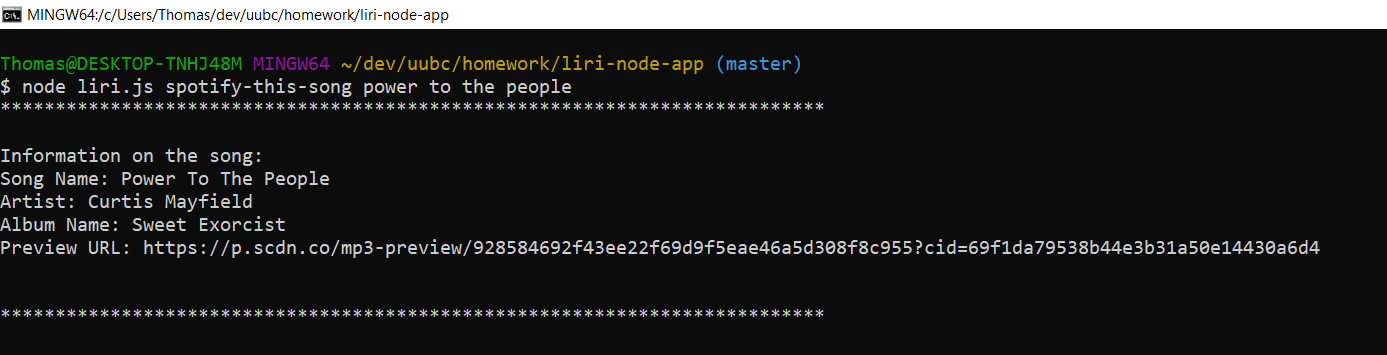 MINGW64:/c/Users/Thomas/dev/uubc/homework/liri-node-app
Thomas@DESKTOP-TNHJ48M MINGW64 ~/dev/uubc/homework/liri-node-app (master)
$ node liri.js spotify-this-song power to the people
***************************************************************************
Information on the song:
Song Name: Power To The People
Artist: Curtis Mayfield
Album Name: Sweet Exorcist
Preview URL: https://p.scdn.co/mp3-preview/928584692f43ee22f69d9f5eae46a5d308f8c955?cid=69f1da79538b44e3b31a50e14430a6d4
***************************************************************************